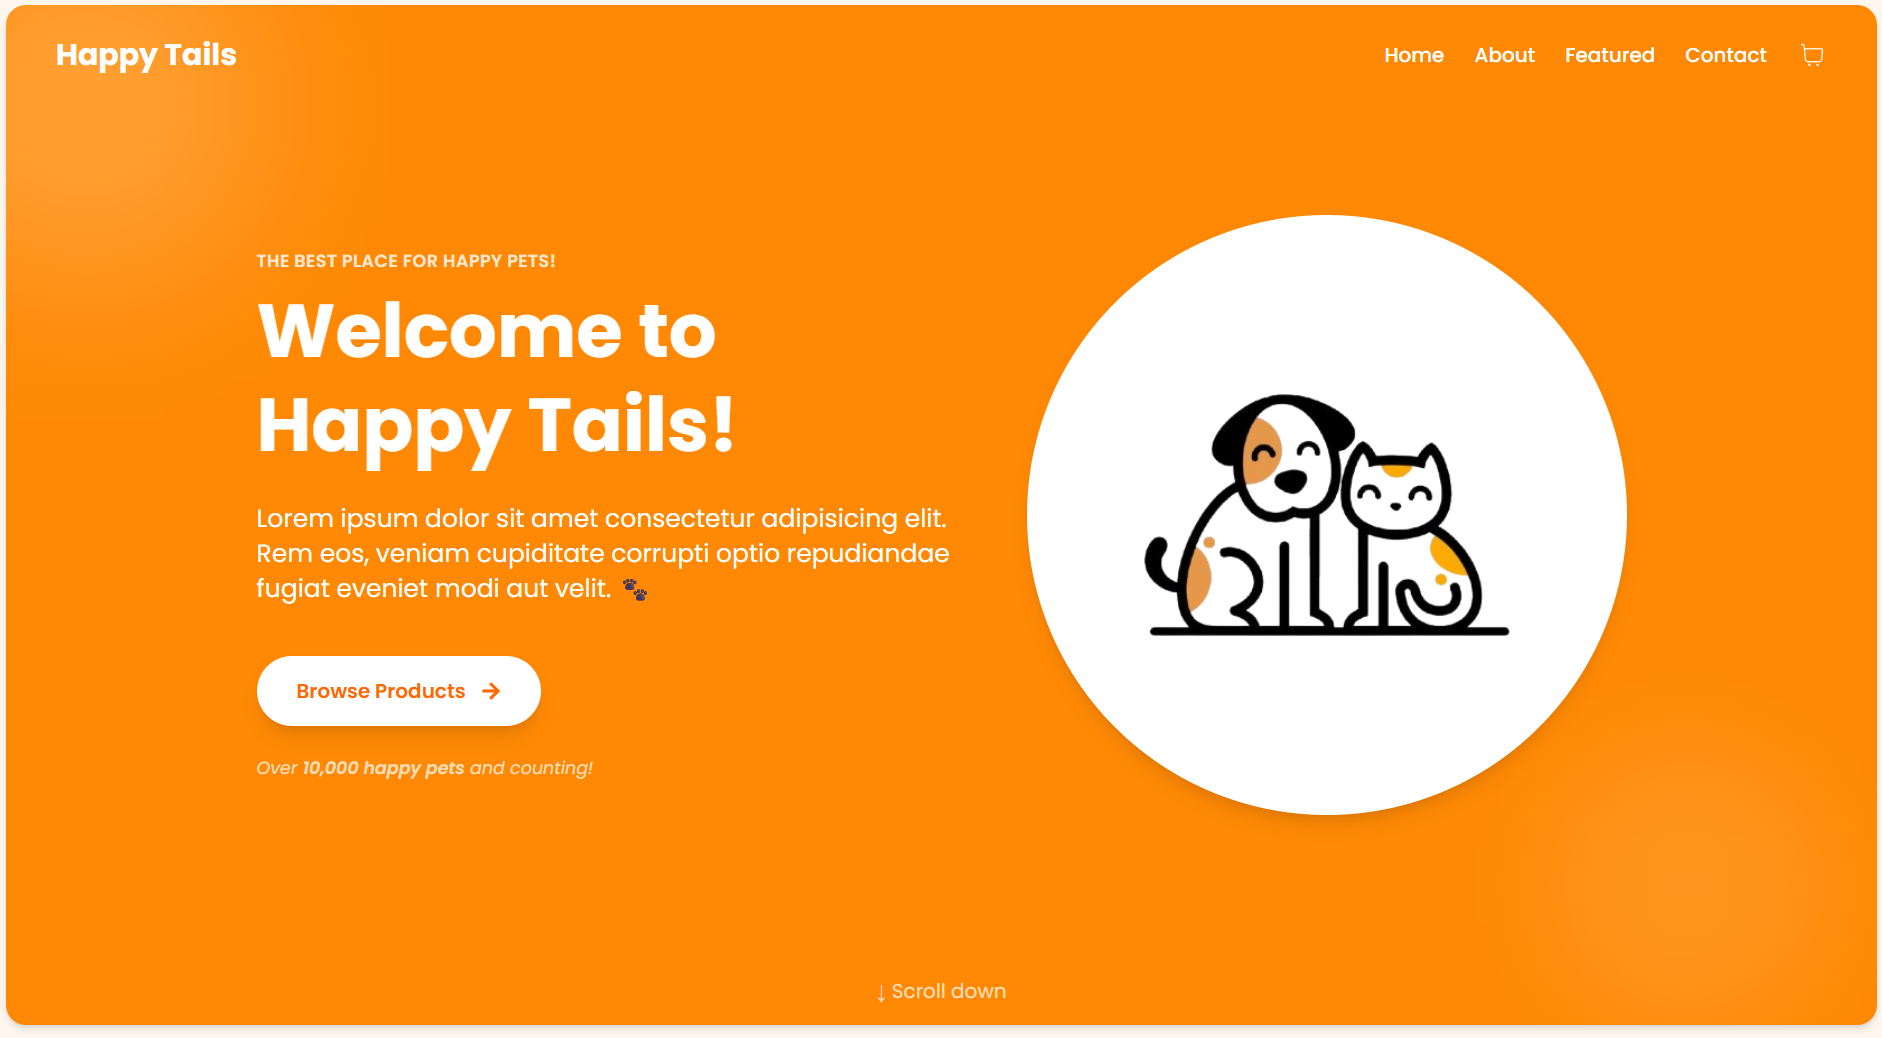 Happy Tails
Home About Featured Contact
THE BEST PLACE FOR HAPPY PETS!
Welcome to
Happy Tails!
Lorem ipsum dolor sit amet consectetur adipisicing elit.
Rem eos, veniam cupiditate corrupti optio repudiandae
fugiat eveniet modi aut velit. 🐾
Browse Products →
Over 10,000 happy pets and counting!
↓ Scroll down